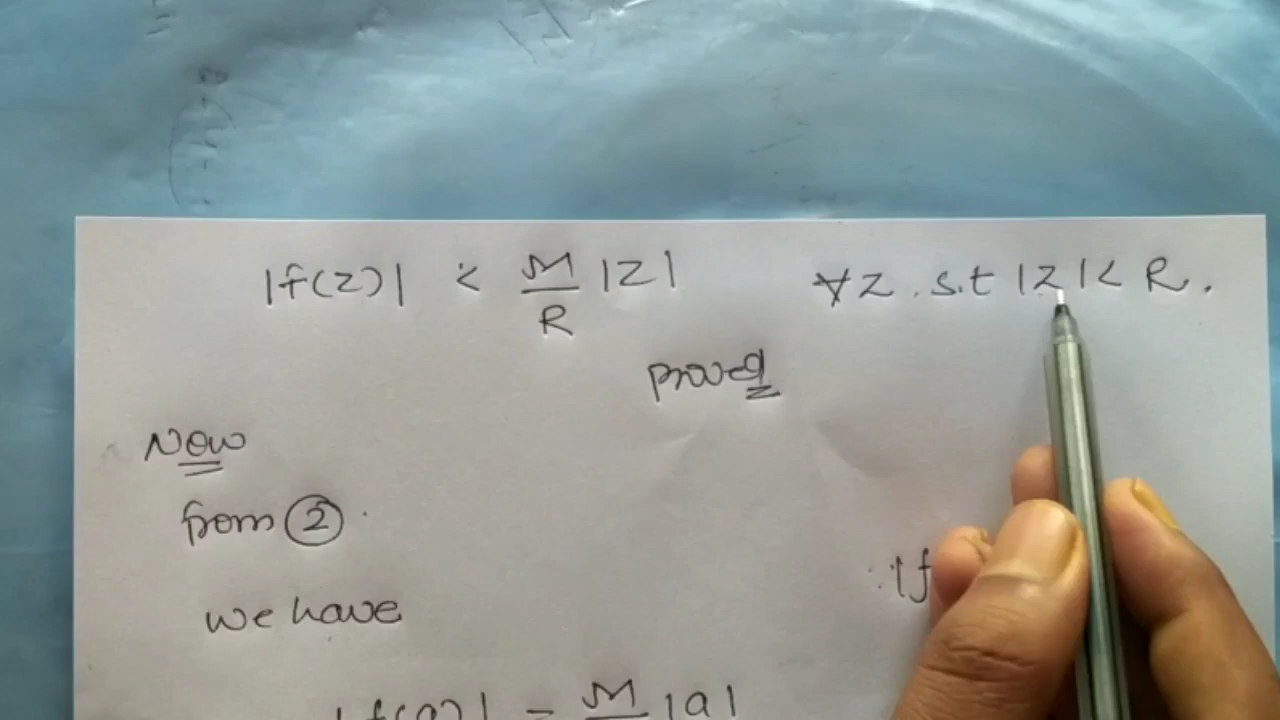 |f(z)| < M/R |z| ∀z . s.t |z| < R .
proved
Now
from ②.
we have
|f(a)| = M |a|